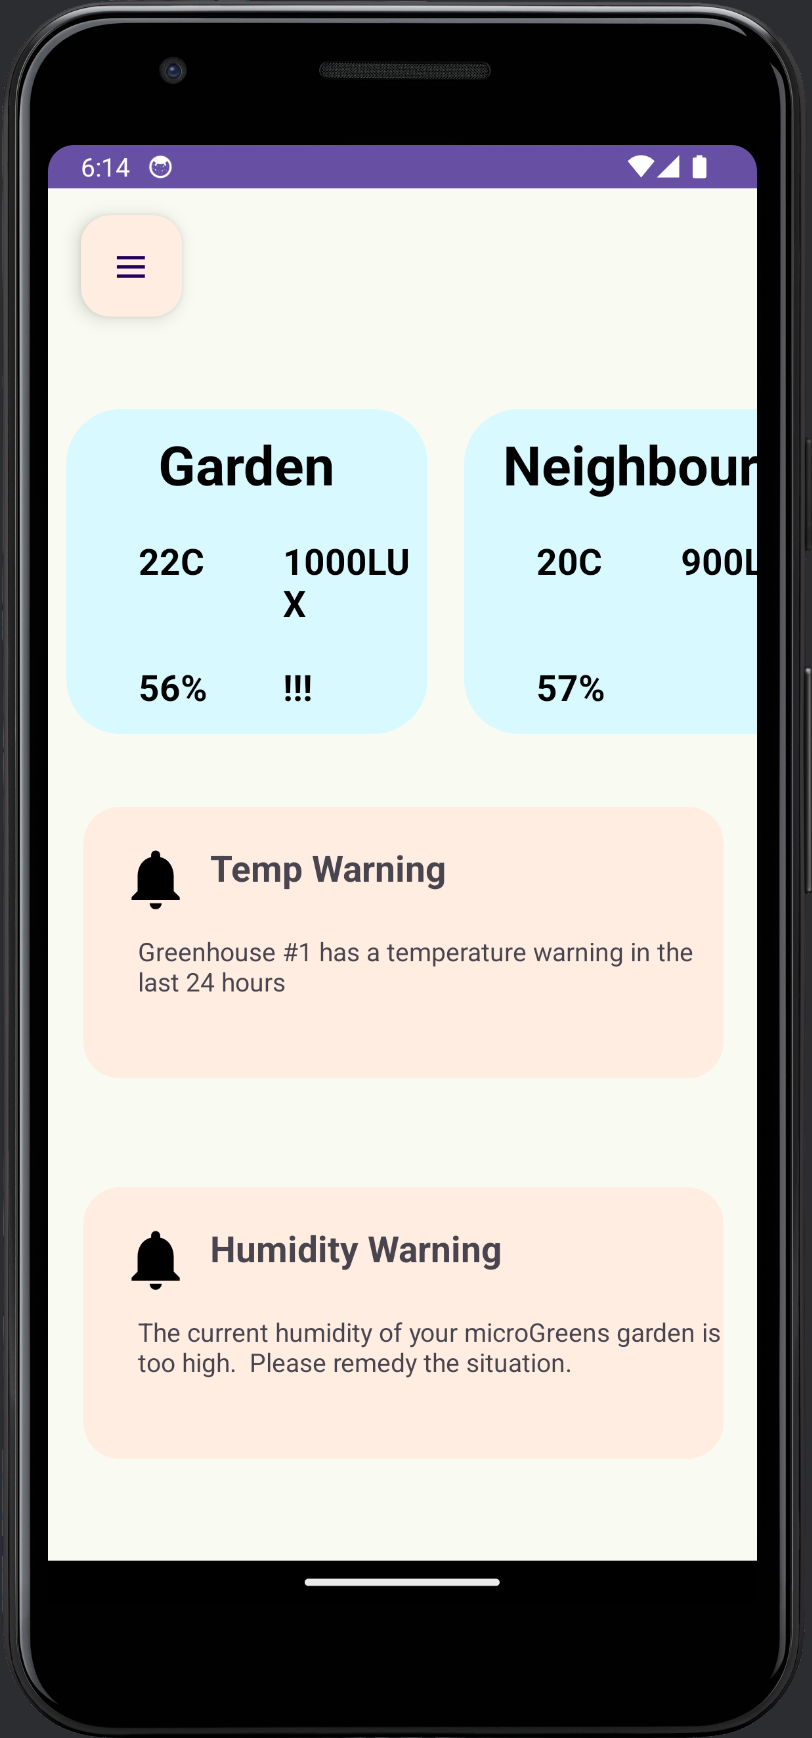 6:14
Garden
Neighbour
22C
1000LU
X
20C
900L
56%
!!!
57%
Temp Warning
Greenhouse #1 has a temperature warning in the
last 24 hours
Humidity Warning
The current humidity of your microGreens garden is
too high.  Please remedy the situation.